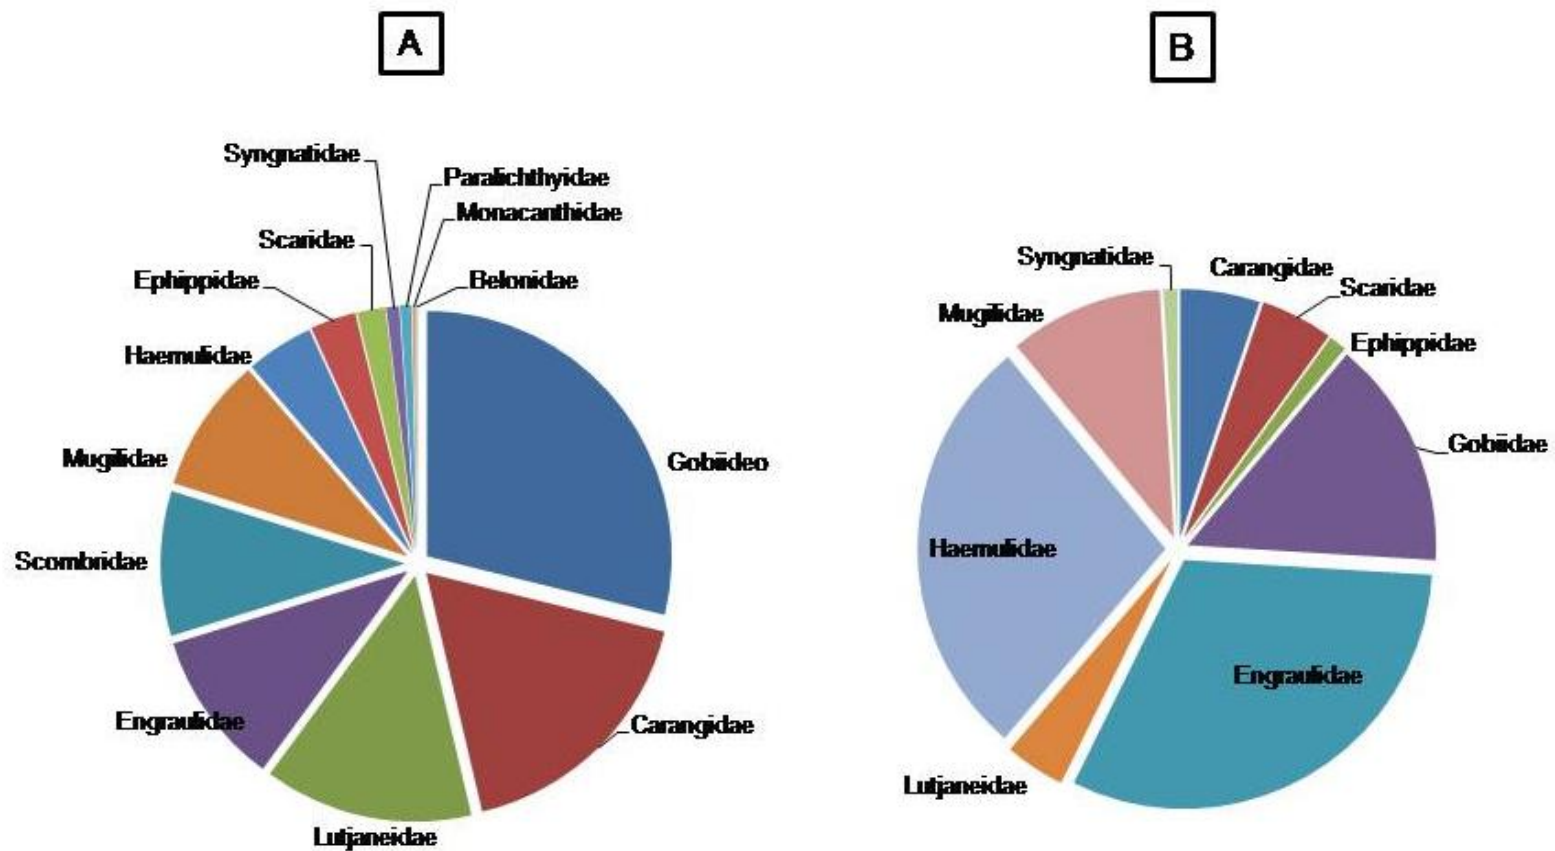 A
Syngnatidae
Paralichthyidae
Monacanthidae
Scaridae
Ephippidae
Belonidae
Haemulidae
Mugilidae
Gobiideo
Scombridae
Engraulidae
Carangidae
Lutjaneidae
B
Syngnatidae
Carangidae
Scaridae
Mugilidae
Ephippidae
Gobiidae
Haemulidae
Engraulidae
Lutjaneidae